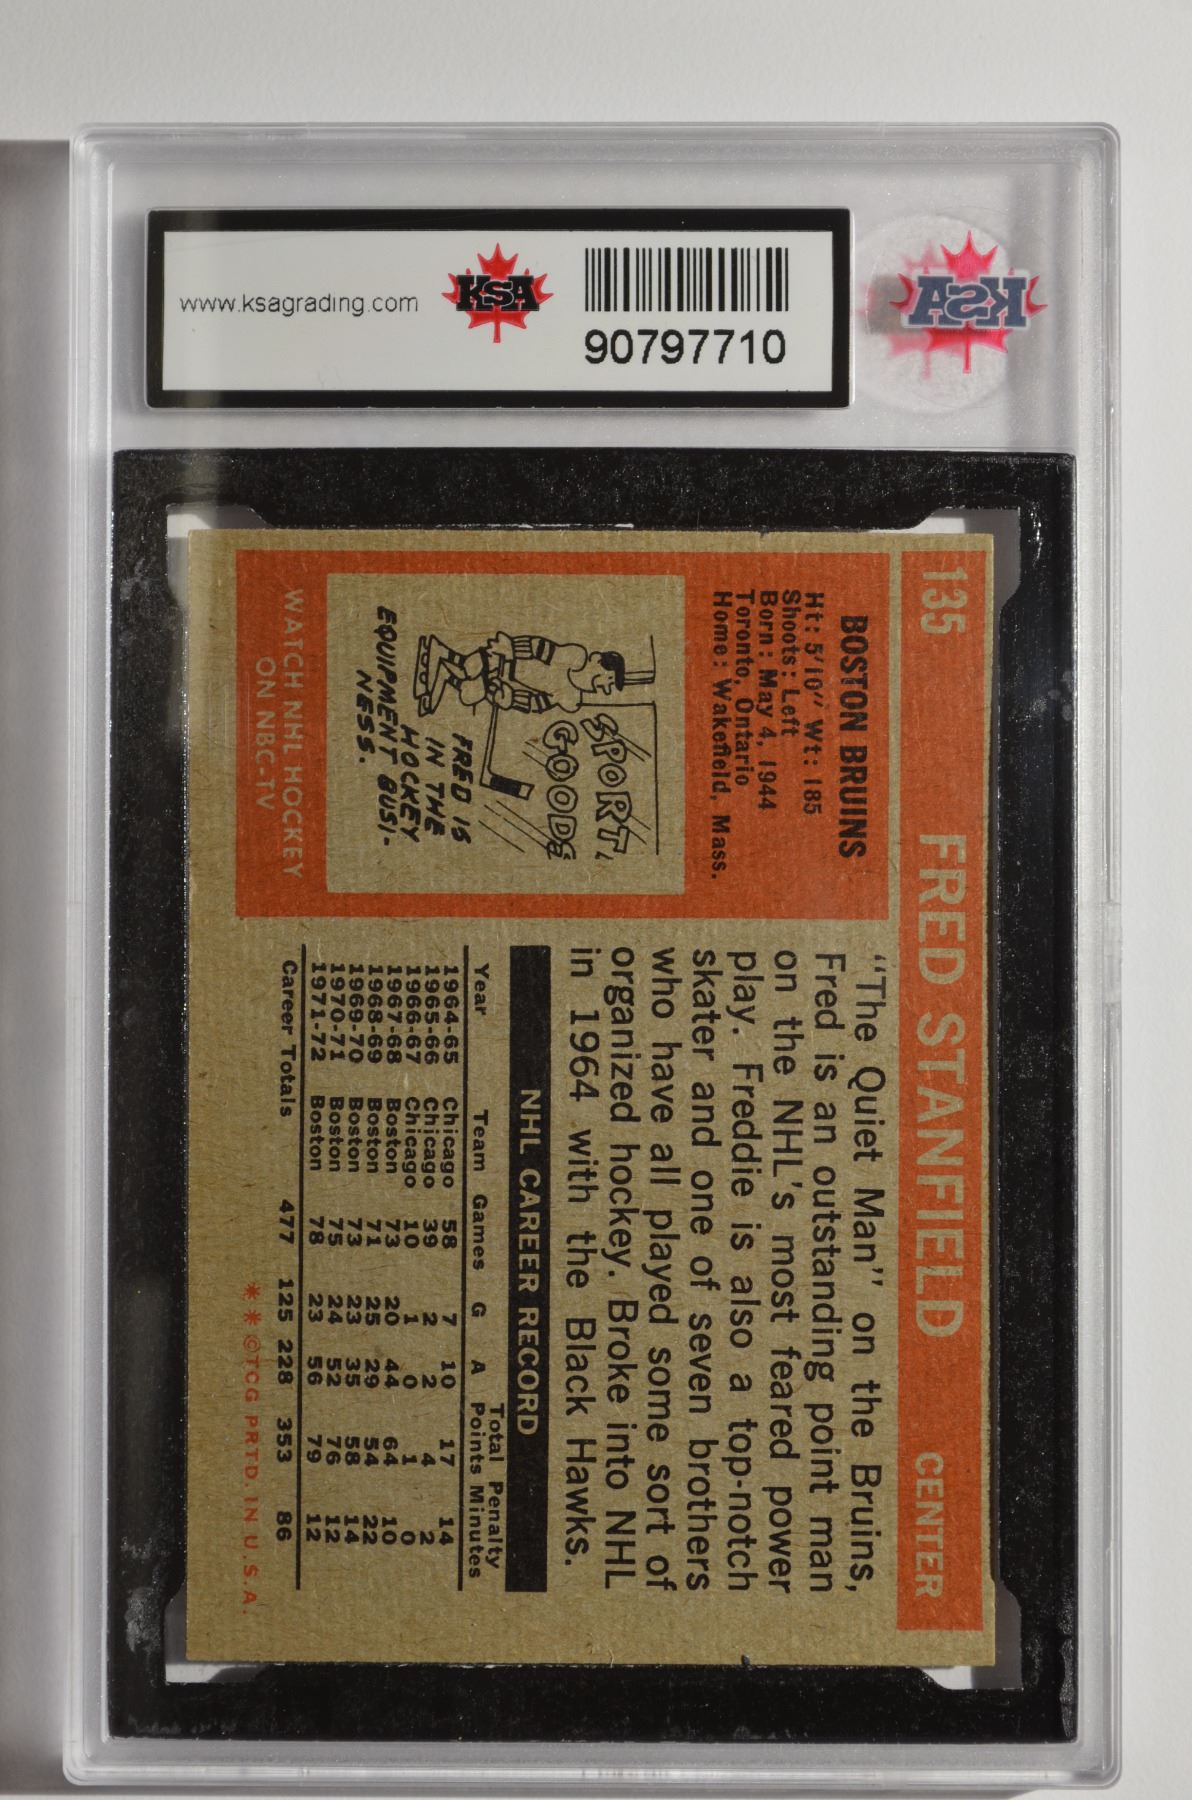 www.ksagrading.com
KSA
90797710
KSA
135 FRED STANFIELD CENTER
BOSTON BRUINS
Ht: 5'10" Wt: 185
Shoots: Left
Born: May 4, 1944
Toronto, Ontario
Home: Wakefield, Mass.
SPORT
GOODS
FRED IS
IN THE
HOCKEY
EQUIPMENT BUSI-
NESS.
WATCH NHL HOCKEY
ON NBC-TV
"The Quiet Man" on the Bruins,
Fred is an outstanding point man
on the NHL's most feared power
play. Freddie is also a top-notch
skater and one of seven brothers
who have all played some sort of
organized hockey. Broke into NHL
in 1964 with the Black Hawks.
NHL CAREER RECORD
Total Penalty
Year Team Games G A Points Minutes
1964-65 Chicago 58 7 10 17 14
1965-66 Chicago 39 2 2 4 2
1966-67 Chicago 10 1 0 1 0
1967-68 Boston 73 20 44 64 10
1968-69 Boston 71 25 29 54 22
1969-70 Boston 73 23 35 58 14
1970-71 Boston 75 24 52 76 12
1971-72 Boston 78 23 56 79 12
Career Totals 477 125 228 353 86
**©TCG PRTD. IN U.S.A.